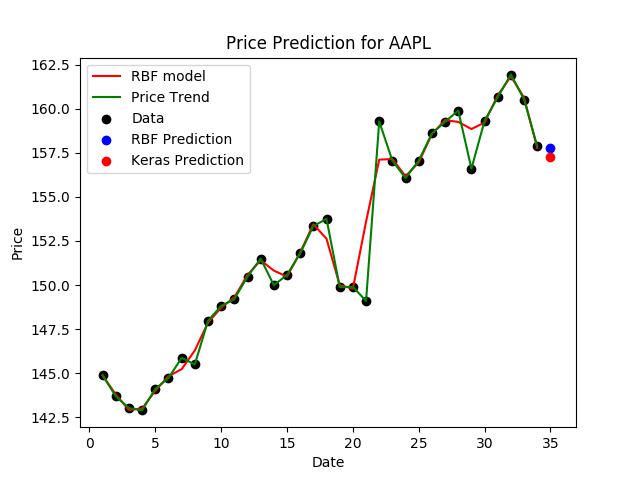 Price Prediction for AAPL
RBF model
Price Trend
Data
RBF Prediction
Keras Prediction
Price
162.5
160.0
157.5
155.0
152.5
150.0
147.5
145.0
142.5
0 5 10 15 20 25 30 35
Date